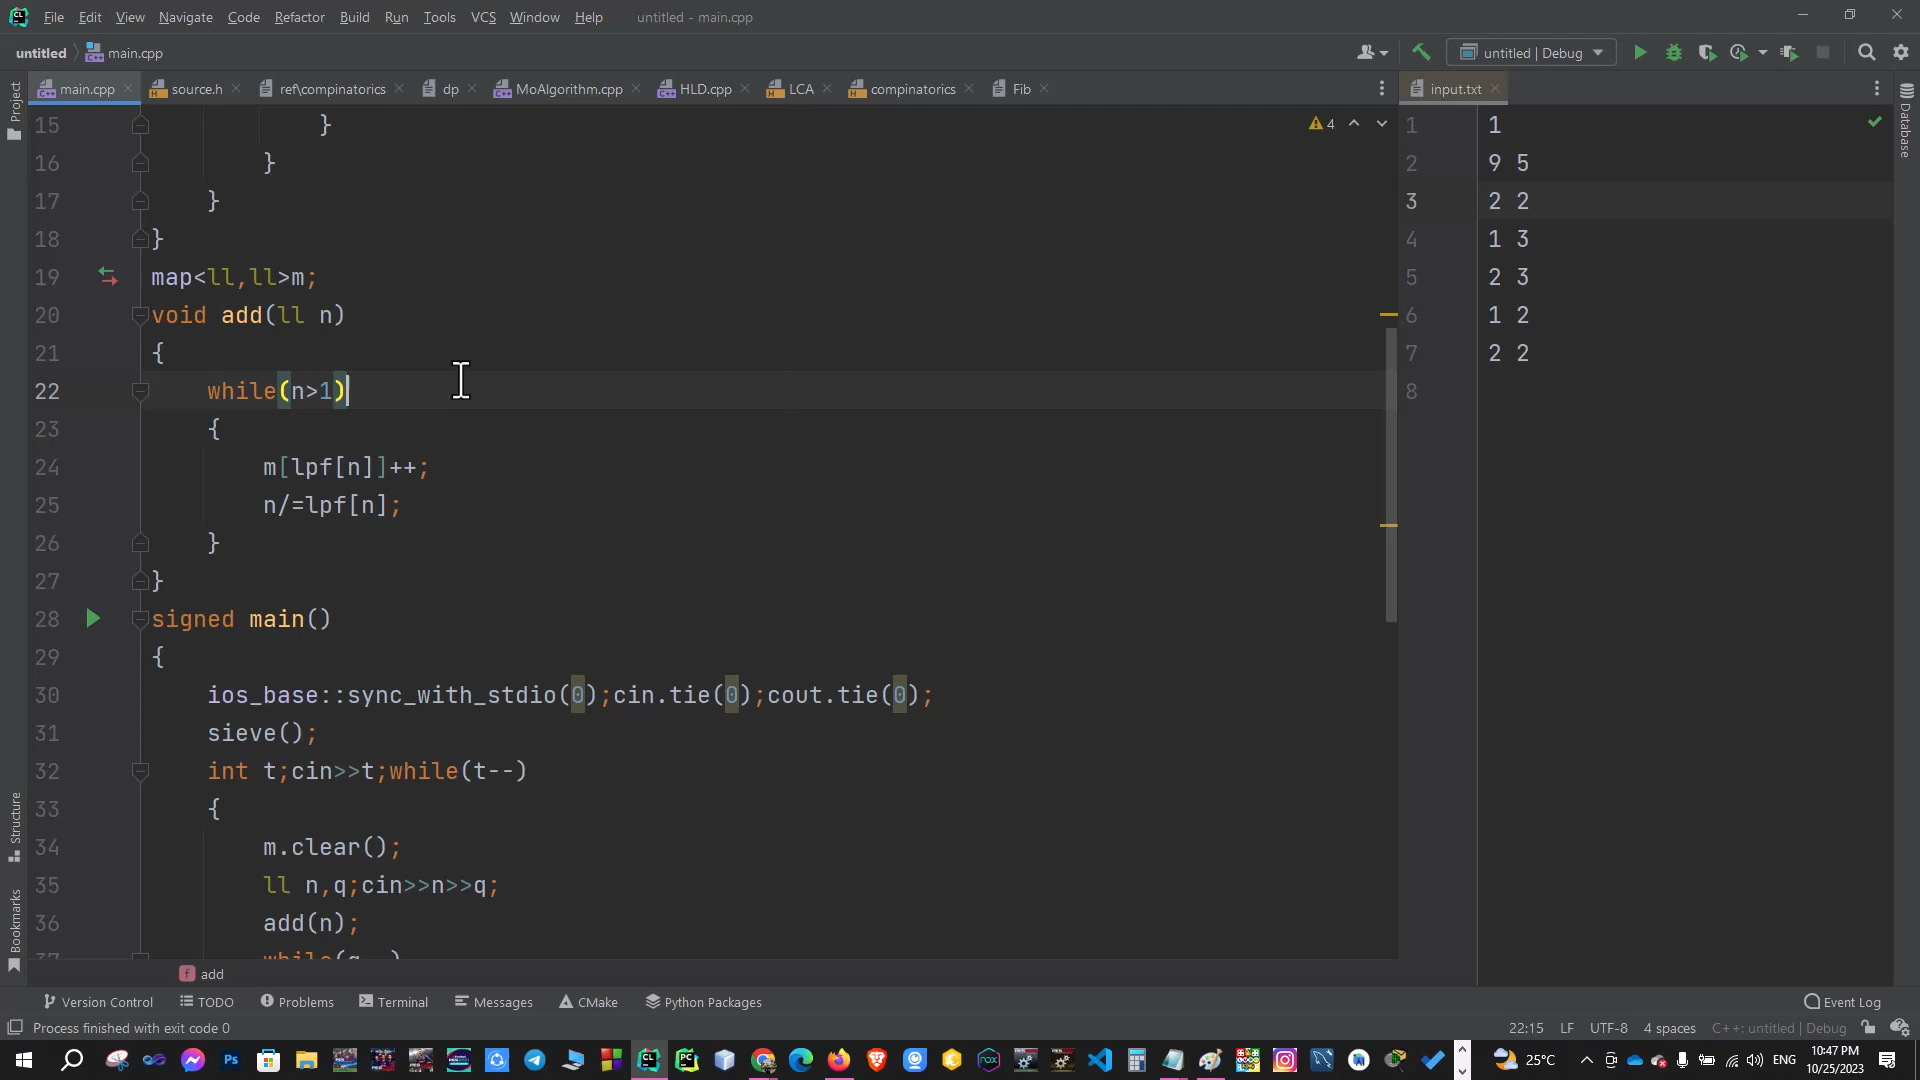 File Edit View Navigate Code Refactor Build Run Tools VCS Window Help untitled - main.cpp
untitled main.cpp untitled | Debug
main.cpp source.h ref\compinatorics dp MoAlgorithm.cpp HLD.cpp LCA compinatorics Fib input.txt
Project
Database
4
15 }
16 }
17 }
18 }
19 map<ll,ll>m;
20 void add(ll n)
21 {
22 while(n>1)
23 {
24 m[lpf[n]]++;
25 n/=lpf[n];
26 }
27 }
28 signed main()
29 {
30 ios_base::sync_with_stdio(0);cin.tie(0);cout.tie(0);
31 sieve();
32 int t;cin>>t;while(t--)
33 {
34 m.clear();
35 ll n,q;cin>>n>>q;
36 add(n);
1 1
2 9 5
3 2 2
4 1 3
5 2 3
6 1 2
7 2 2
8
Structure
Bookmarks
add
Version Control TODO Problems Terminal Messages CMake Python Packages Event Log
Process finished with exit code 0 22:15 LF UTF-8 4 spaces C++: untitled | Debug
25°C ENG 10:47 PM
10/25/2023